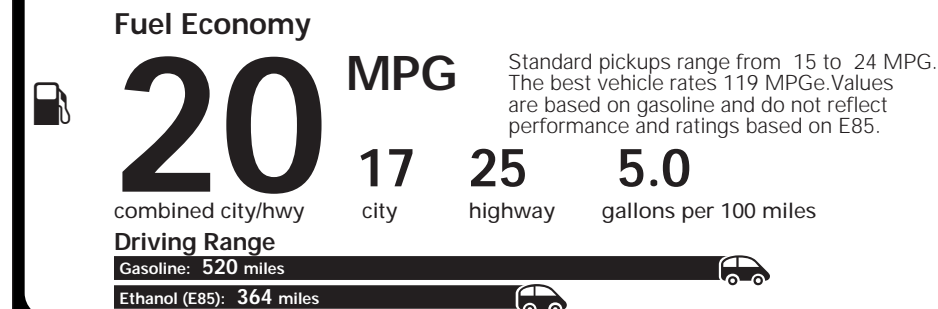 Fuel Economy
20 MPG
Standard pickups range from 15 to 24 MPG.
The best vehicle rates 119 MPGe.Values
are based on gasoline and do not reflect
performance and ratings based on E85.
17 25 5.0
combined city/hwy city highway gallons per 100 miles
Driving Range
Gasoline: 520 miles
Ethanol (E85): 364 miles